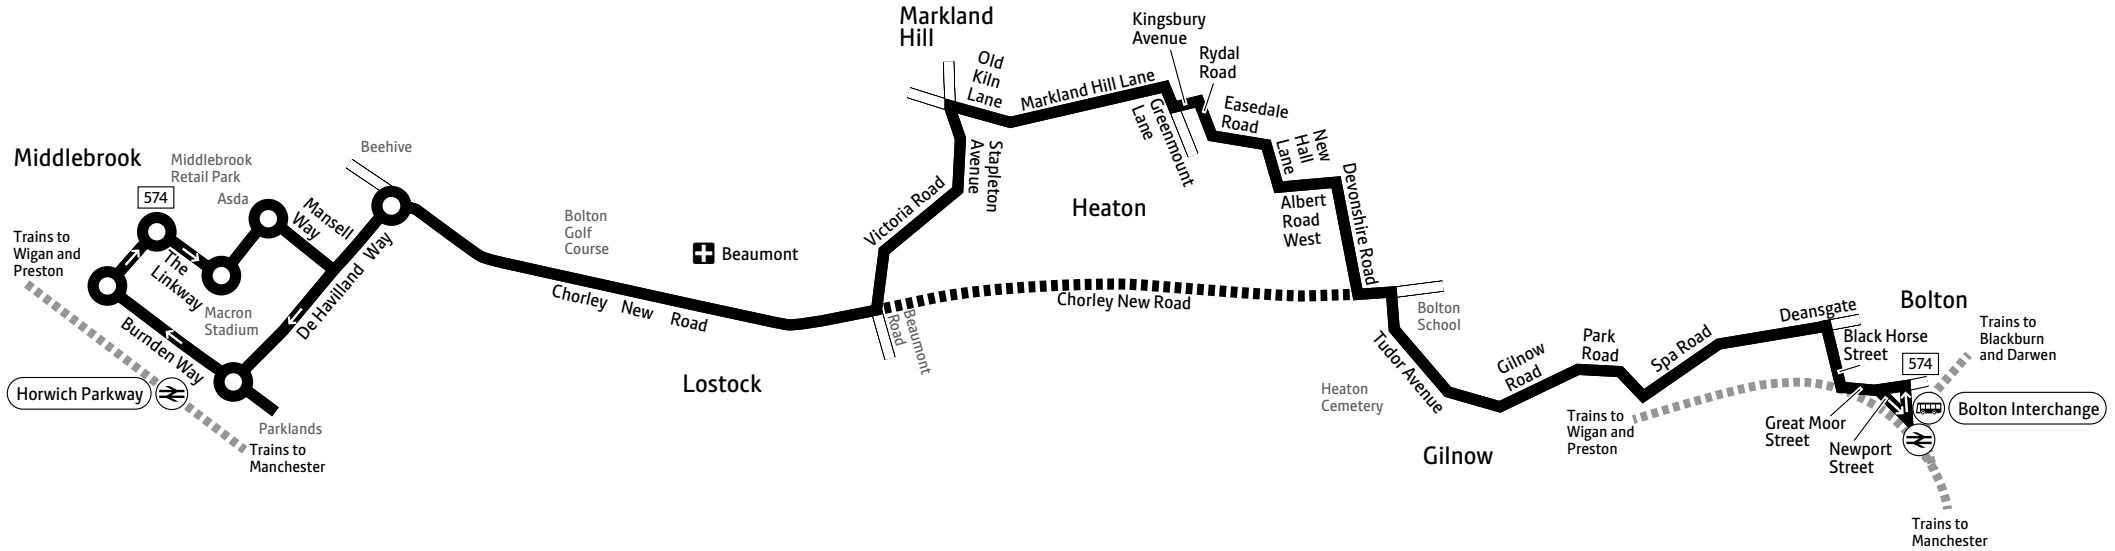 Middlebrook
Middlebrook
Retail Park
574
Asda
Beehive
Mansell
Way
Trains to
Wigan and
Preston
The
Linkway
Macron
Stadium
De Havilland Way
Burnden Way
Horwich Parkway
Parklands
Trains to
Manchester
Bolton
Golf
Course
Beaumont
Chorley New Road
Lostock
Markland
Hill
Old
Kiln
Lane
Victoria Road
Stapleton
Avenue
Beaumont
Road
Markland Hill Lane
Kingsbury
Avenue
Rydal
Road
Greenmount
Lane
Easedale
Road
New
Hall
Lane
Heaton
Albert
Road
West
Devonshire Road
Chorley New Road
Bolton
School
Tudor Avenue
Heaton
Cemetery
Gilnow
Gilnow
Road
Park
Road
Spa Road
Trains to
Wigan and
Preston
Deansgate
Black Horse
Street
Great Moor
Street
Newport
Street
Bolton
574
Trains to
Blackburn
and Darwen
Bolton Interchange
Trains to
Manchester